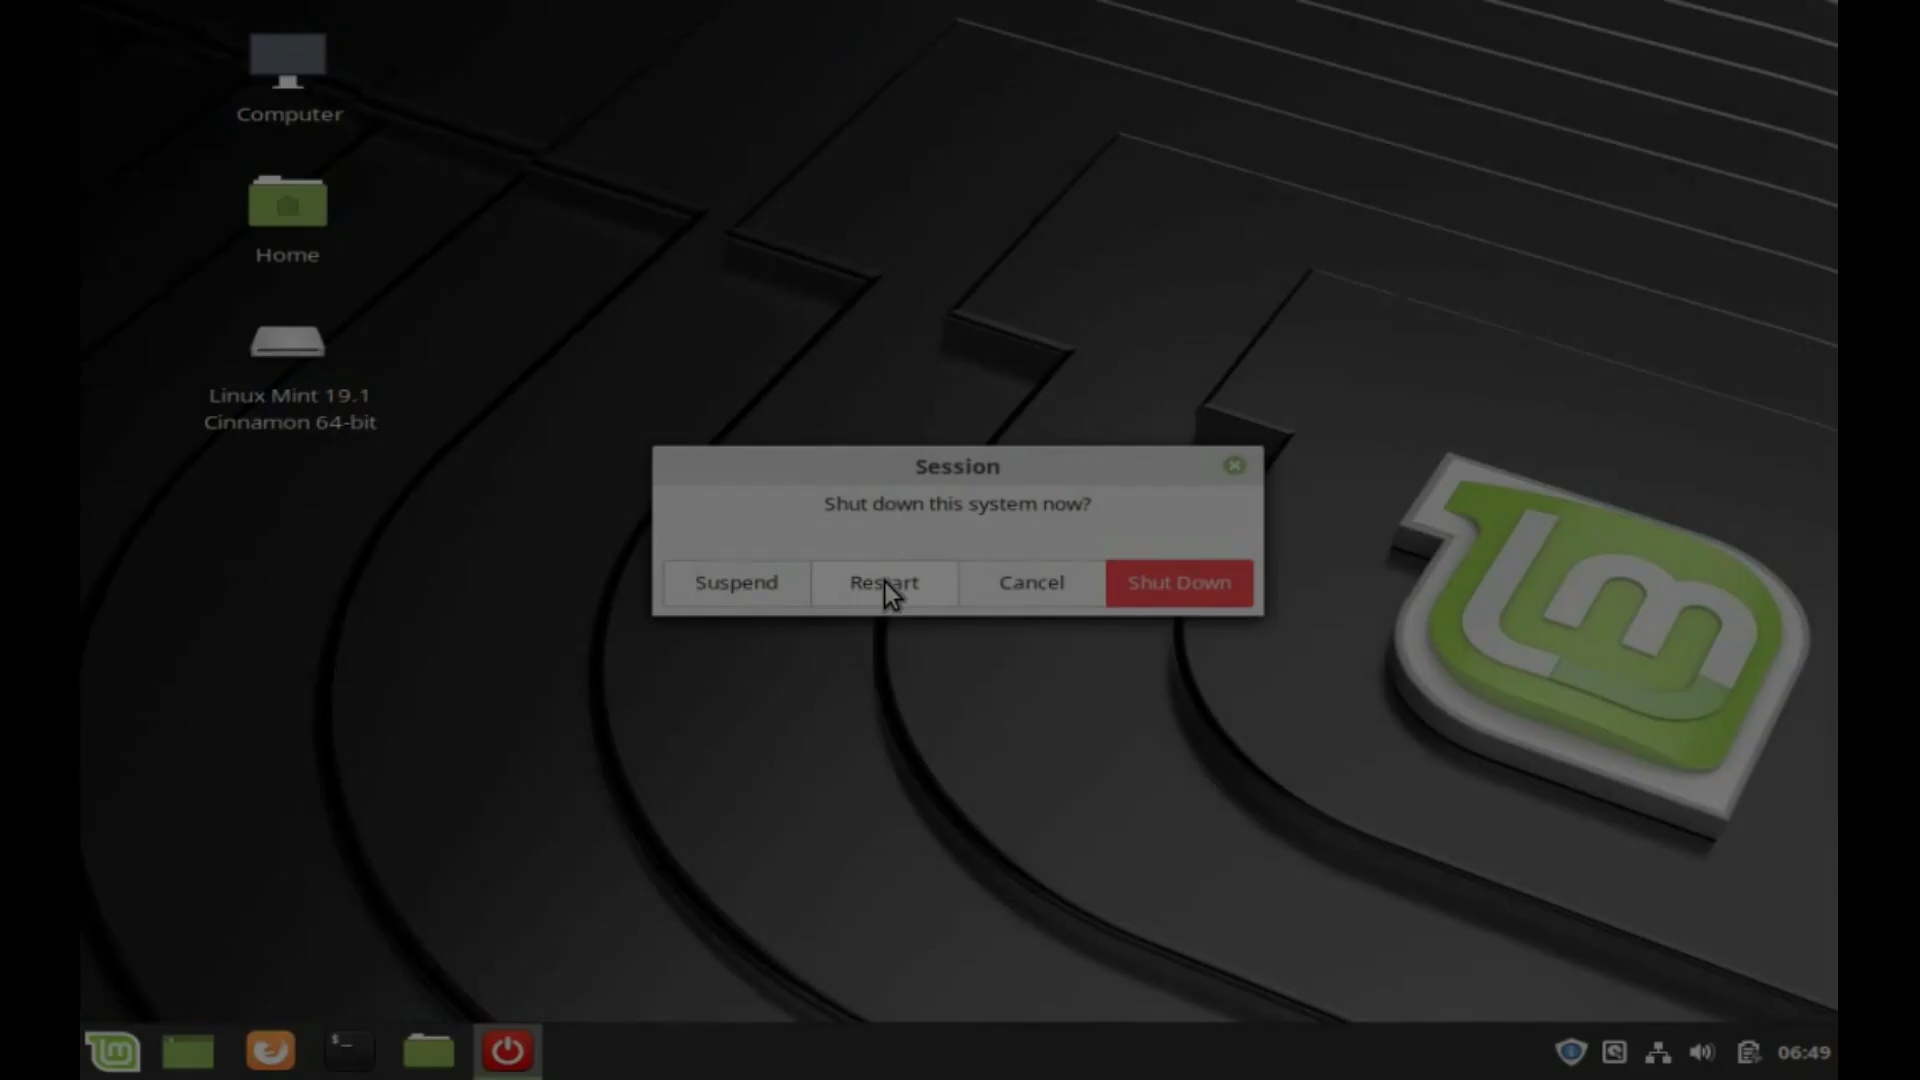 Computer
Home
Linux Mint 19.1
Cinnamon 64-bit
Session
Shut down this system now?
Suspend
Restart
Cancel
Shut Down
lm
$_
06:49